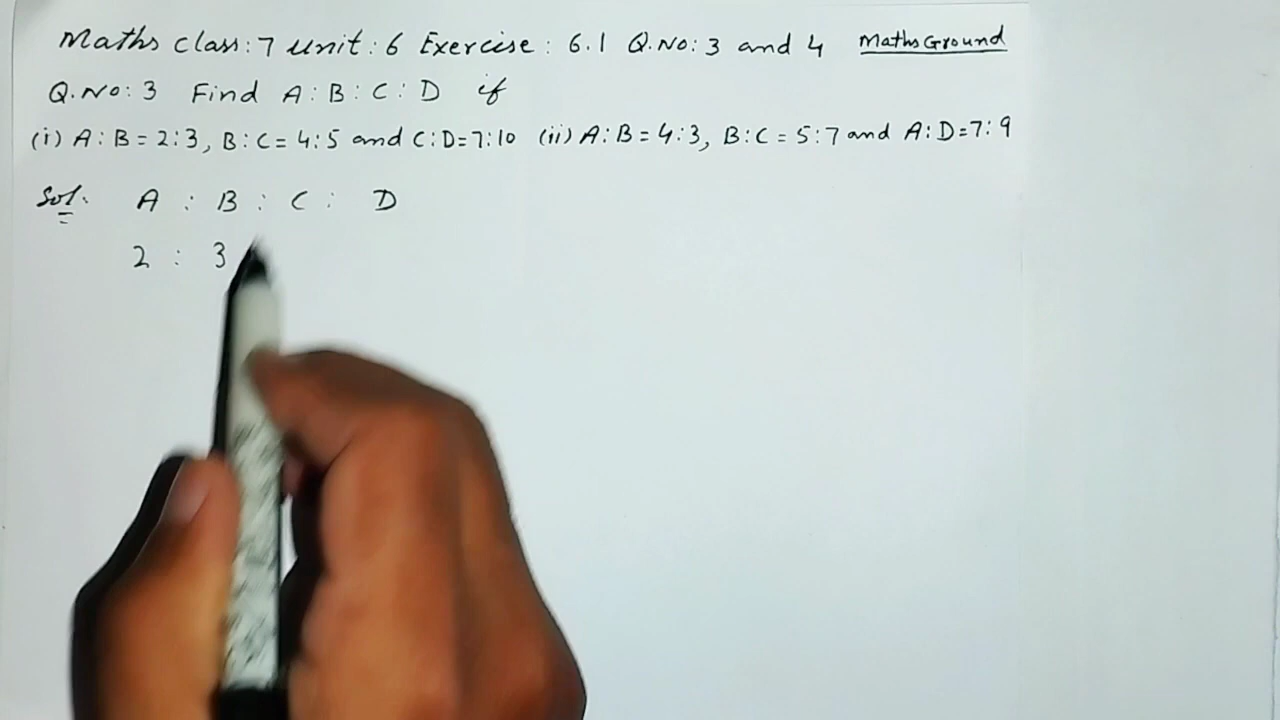 Maths class:7 unit:6 Exercise: 6.1 Q.No:3 and 4 MathsGround
Q.No:3 Find A:B:C:D if
(i) A:B=2:3, B:C=4:5 and C:D=7:10 (ii) A:B=4:3, B:C=5:7 and A:D=7:9
Sol: A : B : C : D
2 : 3